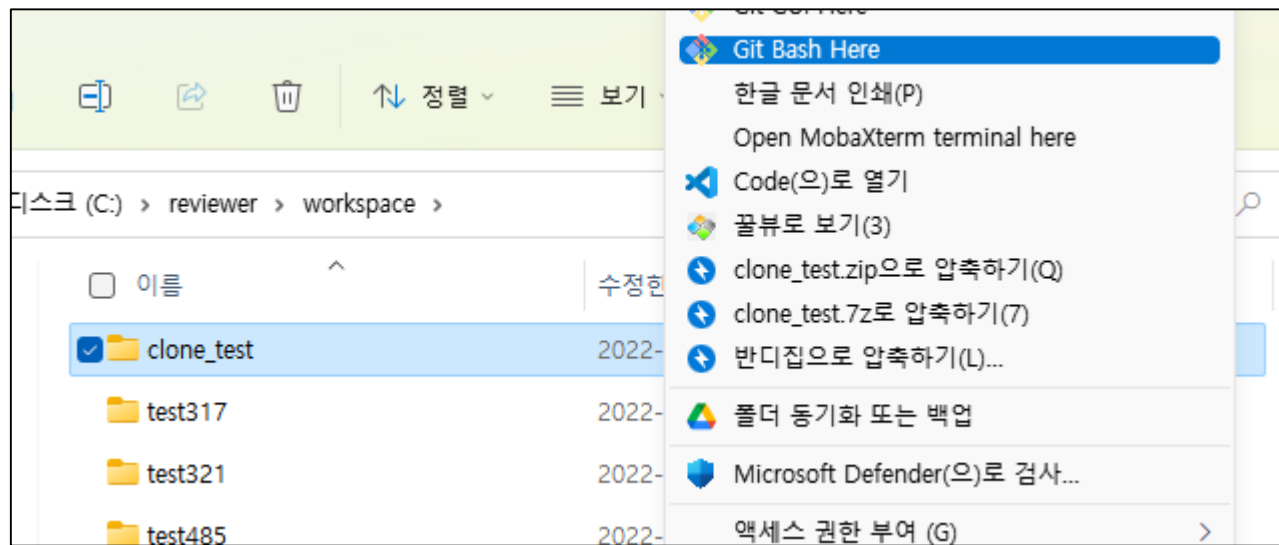 Git Bash Here
한글 문서 인쇄(P)
정렬
보기
Open MobaXterm terminal here
Code(으)로 열기
디스크 (C:) > reviewer > workspace >
꿀뷰로 보기(3)
이름
수정한
clone_test.zip으로 압축하기(Q)
clone_test.7z로 압축하기(7)
clone_test
2022-
반디집으로 압축하기(L)...
test317
2022-
폴더 동기화 또는 백업
test321
2022-
Microsoft Defender(으)로 검사...
test485
2022-
액세스 권한 부여 (G)